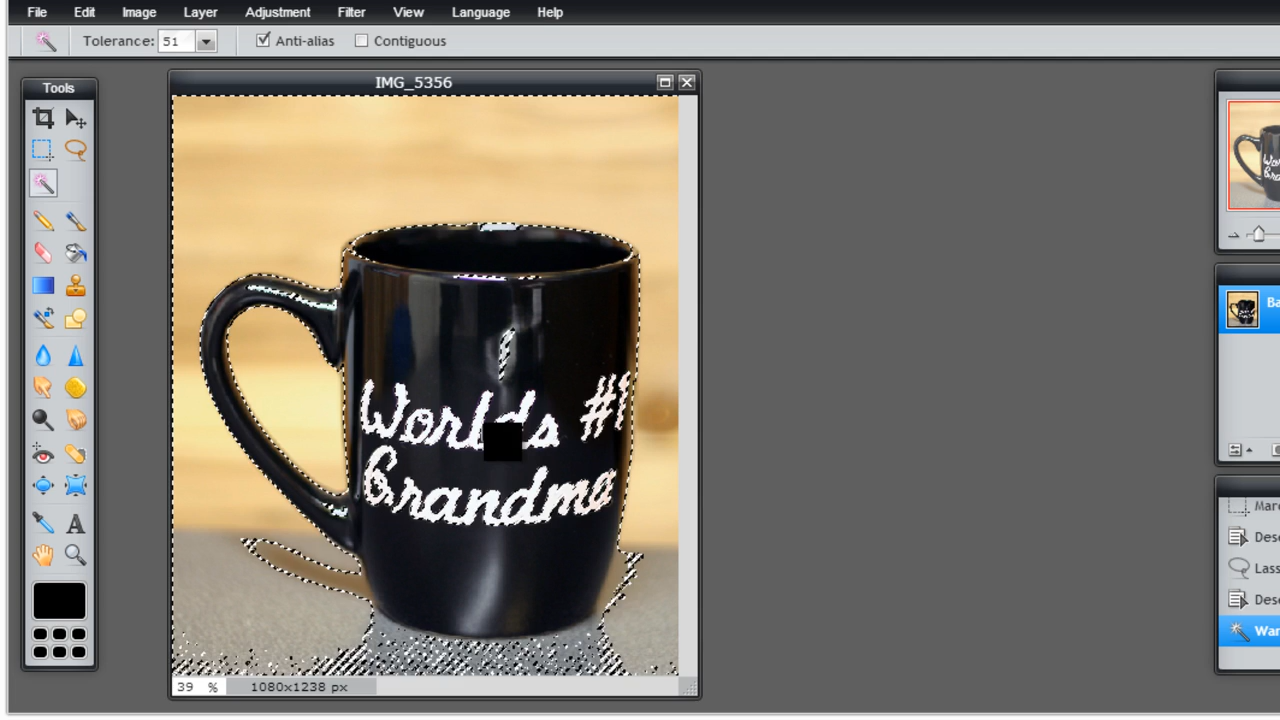 File Edit Image Layer Adjustment Filter View Language Help
Tolerance: 51 Anti-alias Contiguous
Tools
IMG_5356
Worlds #1
Grandma
39 % 1080x1238 px